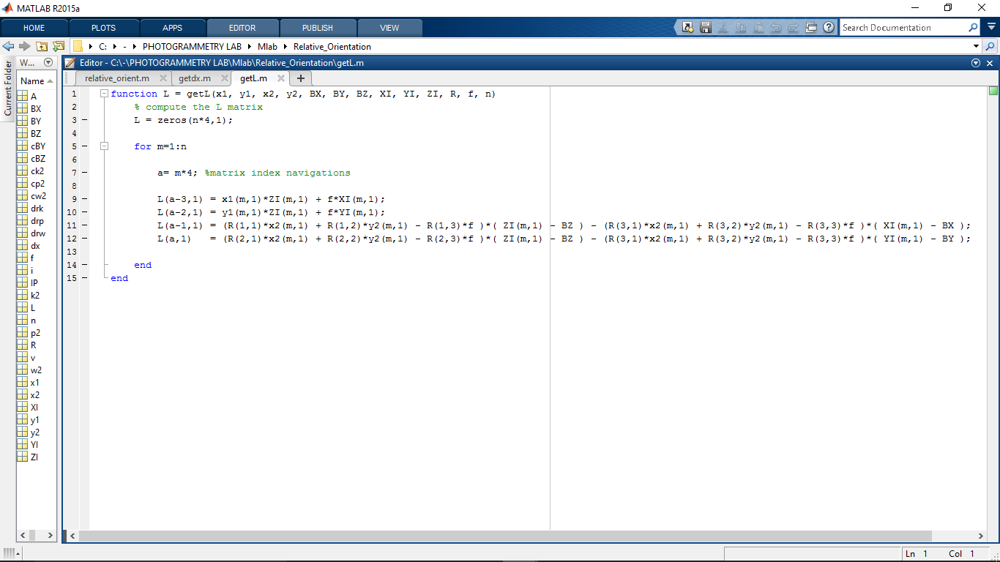 MATLAB R2015a
HOME PLOTS APPS EDITOR PUBLISH VIEW Search Documentation
C: - PHOTOGRAMMETRY LAB Mlab Relative_Orientation
Current Folder
W... Editor - C:\-\PHOTOGRAMMETRY LAB\Mlab\Relative_Orientation\getL.m
Name
relative_orient.m getdx.m getL.m +
A
BX
BY
BZ
cBY
cBZ
ck2
cp2
cw2
drk
drp
drw
dx
f
i
IP
k2
L
n
p2
R
v
w2
x1
x2
XI
y1
y2
YI
ZI
1 function L = getL(x1, y1, x2, y2, BX, BY, BZ, XI, YI, ZI, R, f, n)
2 % compute the L matrix
3 – L = zeros(n*4,1);
4
5 – for m=1:n
6
7 – a= m*4; %matrix index navigations
8
9 – L(a-3,1) = x1(m,1)*ZI(m,1) + f*XI(m,1);
10 – L(a-2,1) = y1(m,1)*ZI(m,1) + f*YI(m,1);
11 – L(a-1,1) = (R(1,1)*x2(m,1) + R(1,2)*y2(m,1) - R(1,3)*f )*( ZI(m,1) - BZ ) - (R(3,1)*x2(m,1) + R(3,2)*y2(m,1) - R(3,3)*f )*( XI(m,1) - BX );
12 – L(a,1) = (R(2,1)*x2(m,1) + R(2,2)*y2(m,1) - R(2,3)*f )*( ZI(m,1) - BZ ) - (R(3,1)*x2(m,1) + R(3,2)*y2(m,1) - R(3,3)*f )*( YI(m,1) - BY );
13
14 – end
15 – end
Ln 1 Col 1